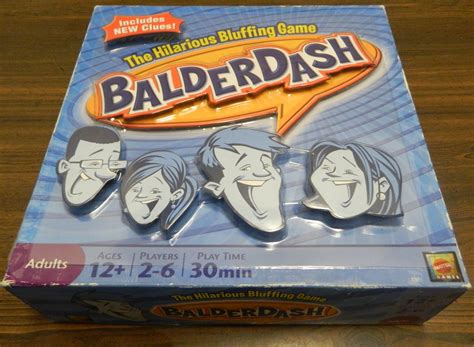 Includes
NEW Clues!
The Hilarious Bluffing Game
BALDERDASH
Adults
AGES
12+
PLAYERS
2-6
PLAY TIME
30min
MATTEL
The Hilarious Bluffing Game
BALDERDASH!